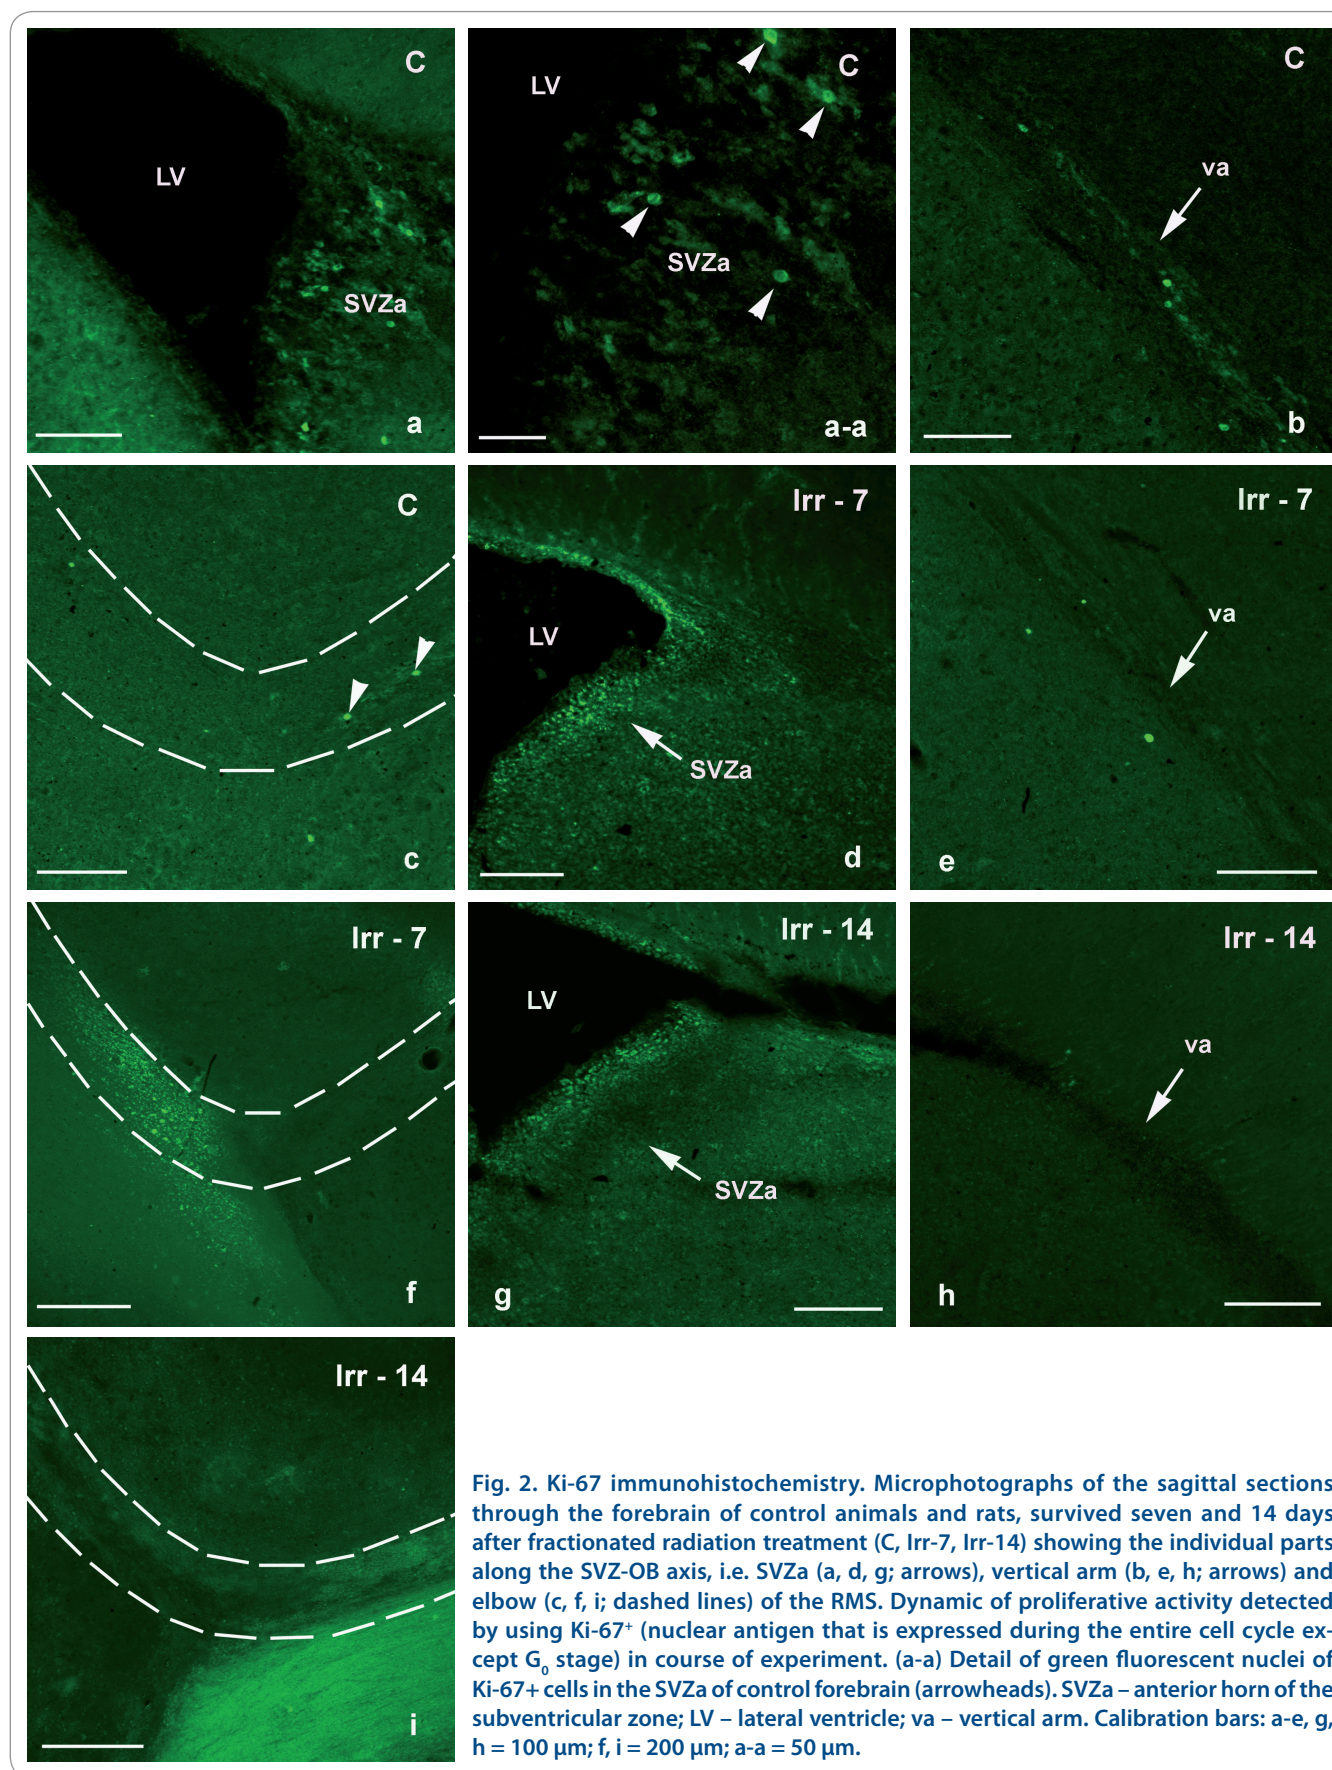 C
LV
SVZa
a
C
LV
SVZa
a-a
C
va
b
C
c
Irr - 7
LV
SVZa
d
Irr - 7
va
e
Irr - 7
f
Irr - 14
LV
SVZa
g
Irr - 14
va
h
Irr - 14
i
Fig. 2. Ki-67 immunohistochemistry. Microphotographs of the sagittal sections
through the forebrain of control animals and rats, survived seven and 14 days
after fractionated radiation treatment (C, Irr-7, Irr-14) showing the individual parts
along the SVZ-OB axis, i.e. SVZa (a, d, g; arrows), vertical arm (b, e, h; arrows) and
elbow (c, f, i; dashed lines) of the RMS. Dynamic of proliferative activity detected
by using Ki-67⁺ (nuclear antigen that is expressed during the entire cell cycle ex-
cept G₀ stage) in course of experiment. (a-a) Detail of green fluorescent nuclei of
Ki-67+ cells in the SVZa of control forebrain (arrowheads). SVZa – anterior horn of the
subventricular zone; LV – lateral ventricle; va – vertical arm. Calibration bars: a-e, g,
h = 100 µm; f, i = 200 µm; a-a = 50 µm.